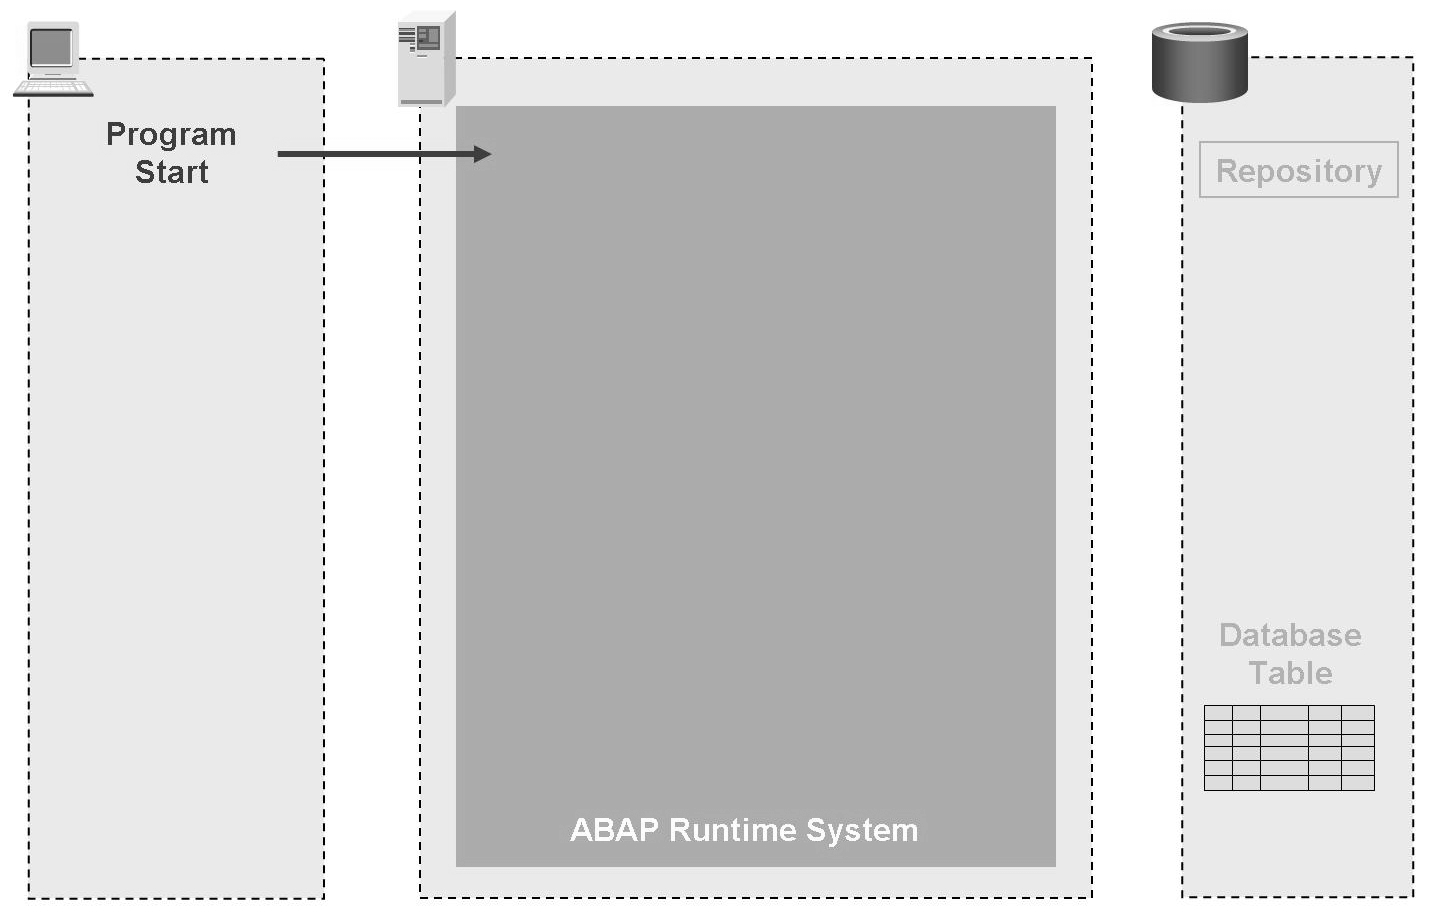 Program
Start
Repository
Database
Table
ABAP Runtime System